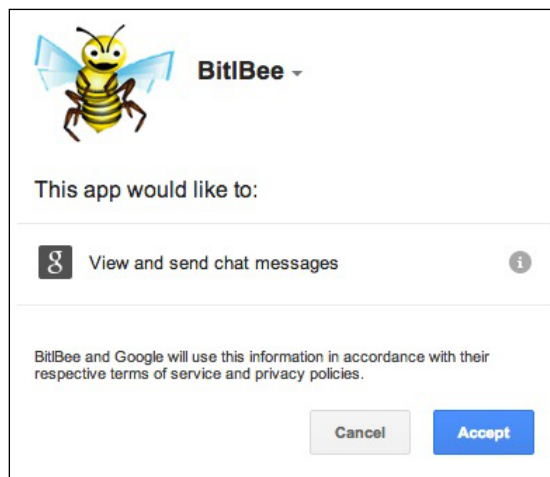 BitlBee
This app would like to:
g View and send chat messages i
BitlBee and Google will use this information in accordance with their
respective terms of service and privacy policies.
Cancel Accept